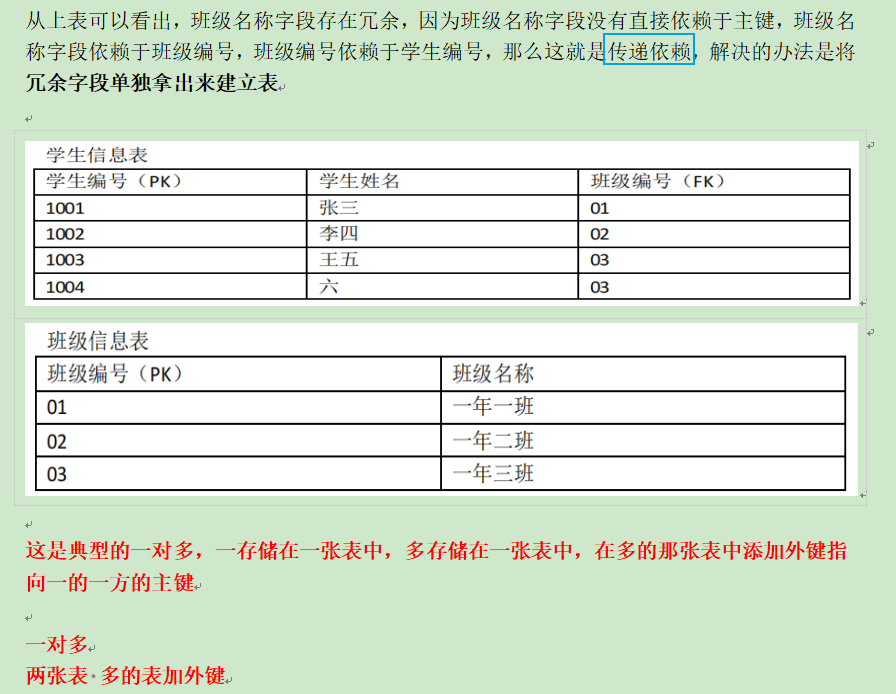 从上表可以看出，班级名称字段存在冗余，因为班级名称字段没有直接依赖于主键，班级名
称字段依赖于班级编号，班级编号依赖于学生编号，那么这就是传递依赖，解决的办法是将
冗余字段单独拿出来建立表
学生信息表
学生编号（PK） 学生姓名 班级编号（FK）
1001 张三 01
1002 李四 02
1003 王五 03
1004 六 03
班级信息表
班级编号（PK） 班级名称
01 一年一班
02 一年二班
03 一年三班
这是典型的一对多，一存储在一张表中，多存储在一张表中，在多的那张表中添加外键指
向一的一方的主键
一对多
两张表 多的表加外键